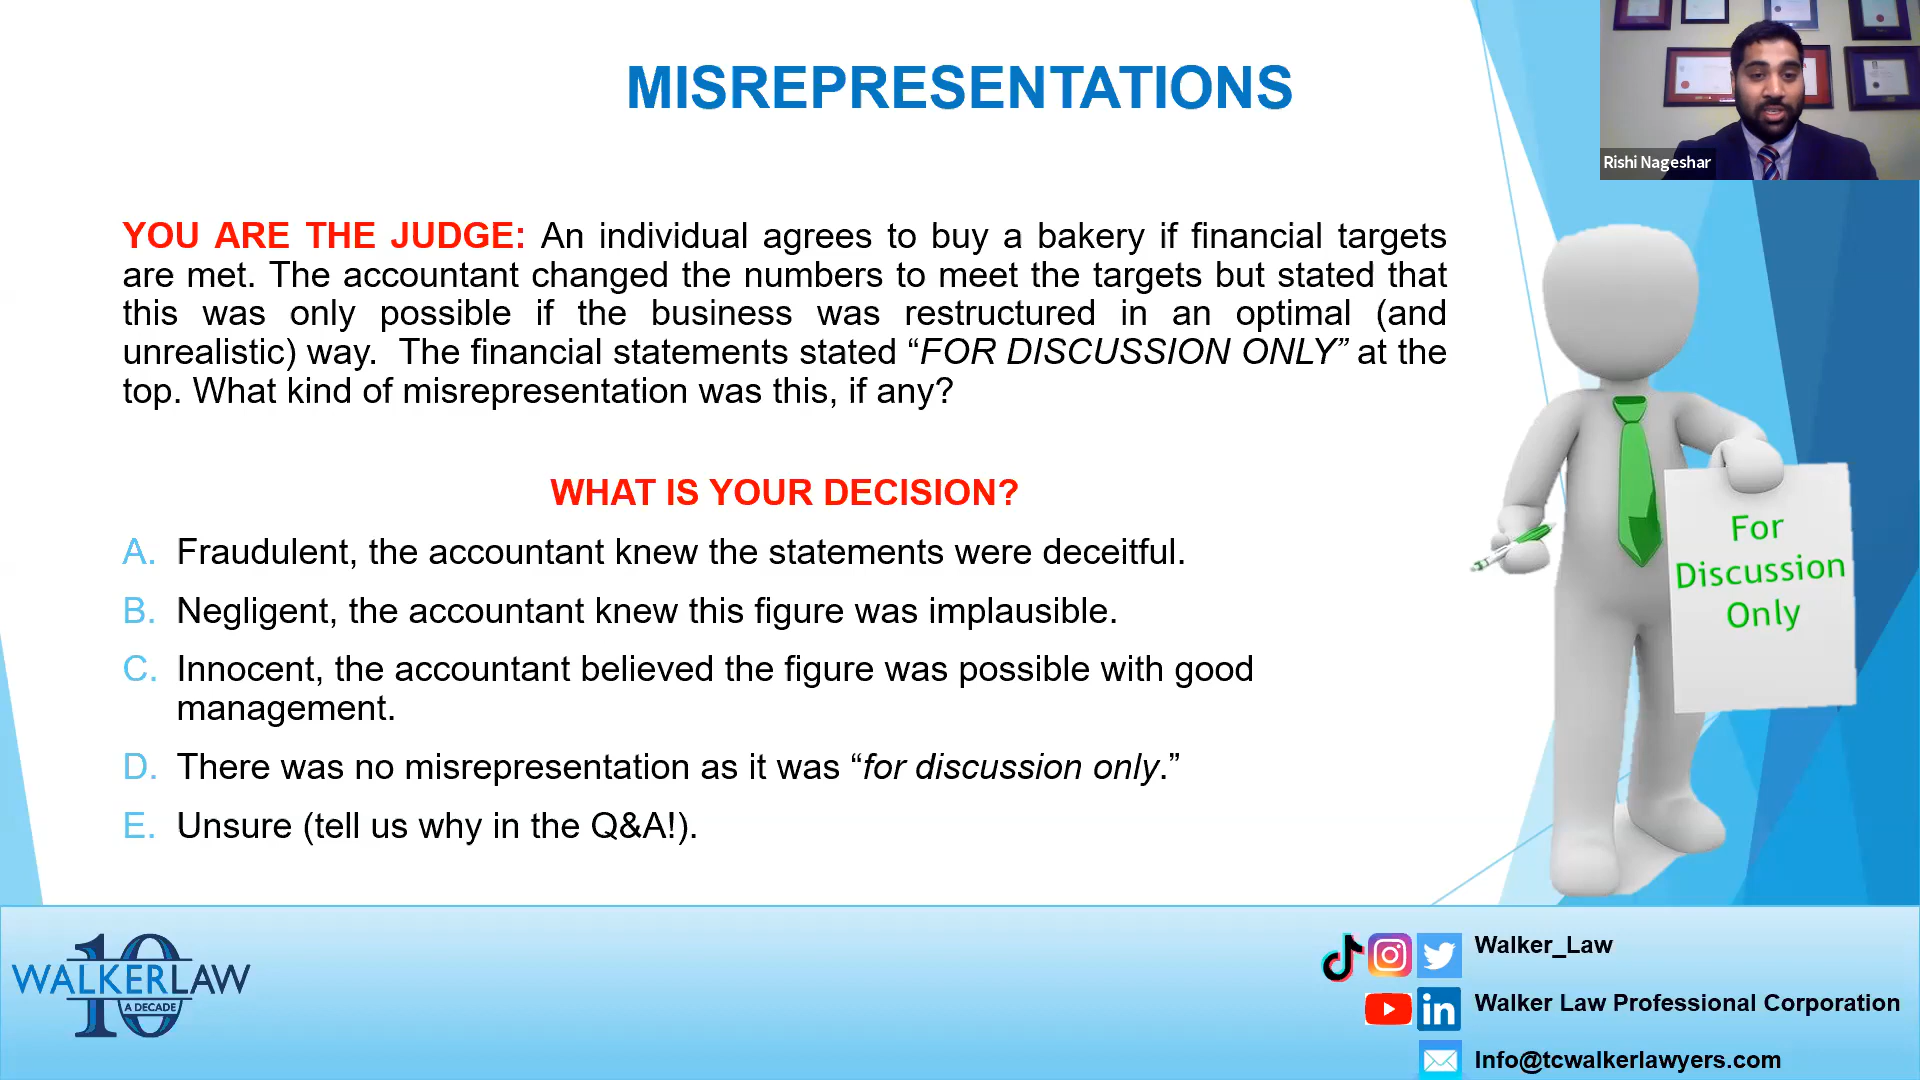 MISREPRESENTATIONS
Rishi Nageshar
YOU ARE THE JUDGE: An individual agrees to buy a bakery if financial targets
are met. The accountant changed the numbers to meet the targets but stated that
this was only possible if the business was restructured in an optimal (and
unrealistic) way.  The financial statements stated “FOR DISCUSSION ONLY” at the
top. What kind of misrepresentation was this, if any?
WHAT IS YOUR DECISION?
A. Fraudulent, the accountant knew the statements were deceitful.
B. Negligent, the accountant knew this figure was implausible.
C. Innocent, the accountant believed the figure was possible with good
management.
D. There was no misrepresentation as it was “for discussion only.”
E. Unsure (tell us why in the Q&A!).
For
Discussion
Only
10
WALKERLAW
A DECADE
Walker_Law
Walker Law Professional Corporation
Info@tcwalkerlawyers.com